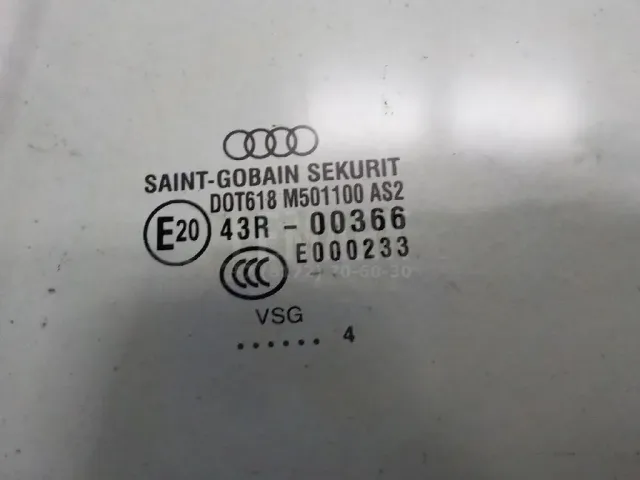 SAINT-GOBAIN SEKURIT
DOT618 M501100 AS2
E20 43R - 00366
E000233
CCC
VSG
...... 4